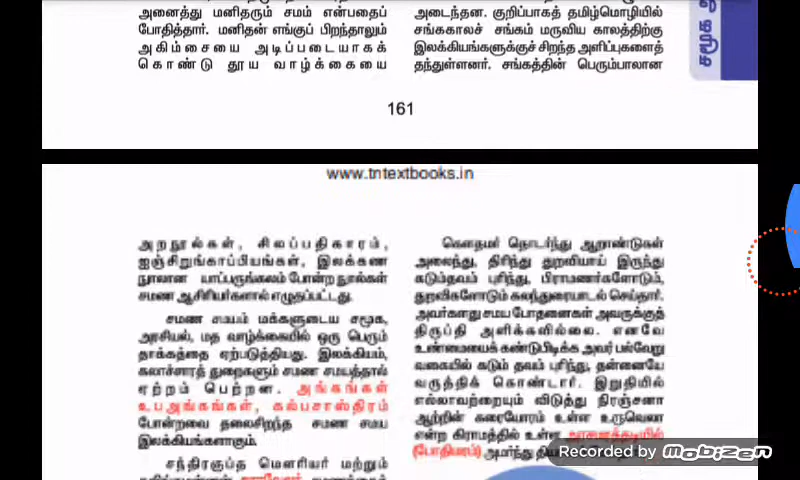 அனைத்து மனிதரும் சமம் என்பதைப்
போதித்தார். மனிதன் எங்குப் பிறந்தாலும்
அகிம்சையை அடிப்படையாகக்
கொண்டு தூய வாழ்க்கையை
அடைந்தன. குறிப்பாகத் தமிழ்மொழியில்
சங்ககாலச் சங்கம் மருவிய காலத்திற்கு
இலக்கியங்களுக்குச் சிறந்த அளிப்புகளைத்
தந்துள்ளனர். சங்கத்தின் பெரும்பாலான
சமூக
161
www.tntextbooks.in
அறநூல்கள், சிலப்பதிகாரம்,
ஐஞ்சிறுங்காப்பியங்கள், இலக்கண
நூலான யாப்பருங்கலம் போன்ற நூல்கள்
சமண ஆசிரியர்களால் எழுதப்பட்டது.
சமண சமயம் மக்களுடைய சமூக,
அரசியல், மத வாழ்க்கையில் ஒரு பெரும்
தாக்கத்தை ஏற்படுத்தியது. இலக்கியம்,
கலாச்சாரத் துறைகளும் சமண சமயத்தால்
ஏற்றம் பெற்றன. அங்கங்கள்
உபஅங்கங்கள், கல்பசாஸ்திரம்
போன்றவை தலைசிறந்த சமண சமய
இலக்கியங்களாகும்.
சந்திரகுப்த மௌரியர் மற்றும்
கௌதமர் தொடர்ந்து ஆறாண்டுகள்
அலைந்து, திரிந்து துறவியாய் இருந்து
கடும்தவம் புரிந்து, பிராமணர்களோடும்,
துறவிகளோடும் கலந்துரையாடல் செய்தார்.
அவர்களது சமய போதனைகள் அவருக்குத்
திருப்தி அளிக்கவில்லை. எனவே
உண்மையைக் கண்டுபிடிக்க அவர் பல்வேறு
வகையில் கடும் தவம் புரிந்து, தன்னையே
வருத்திக் கொண்டார். இறுதியில்
எல்லாவற்றையும் விடுத்து நிரஞ்சனா
ஆற்றின் கரையோரம் உள்ள உருவெலா
என்ற கிராமத்தில் உள்ள அரசமரத்தடியில்
(போதிமரம்) அமர்ந்து
Recorded by mobizen